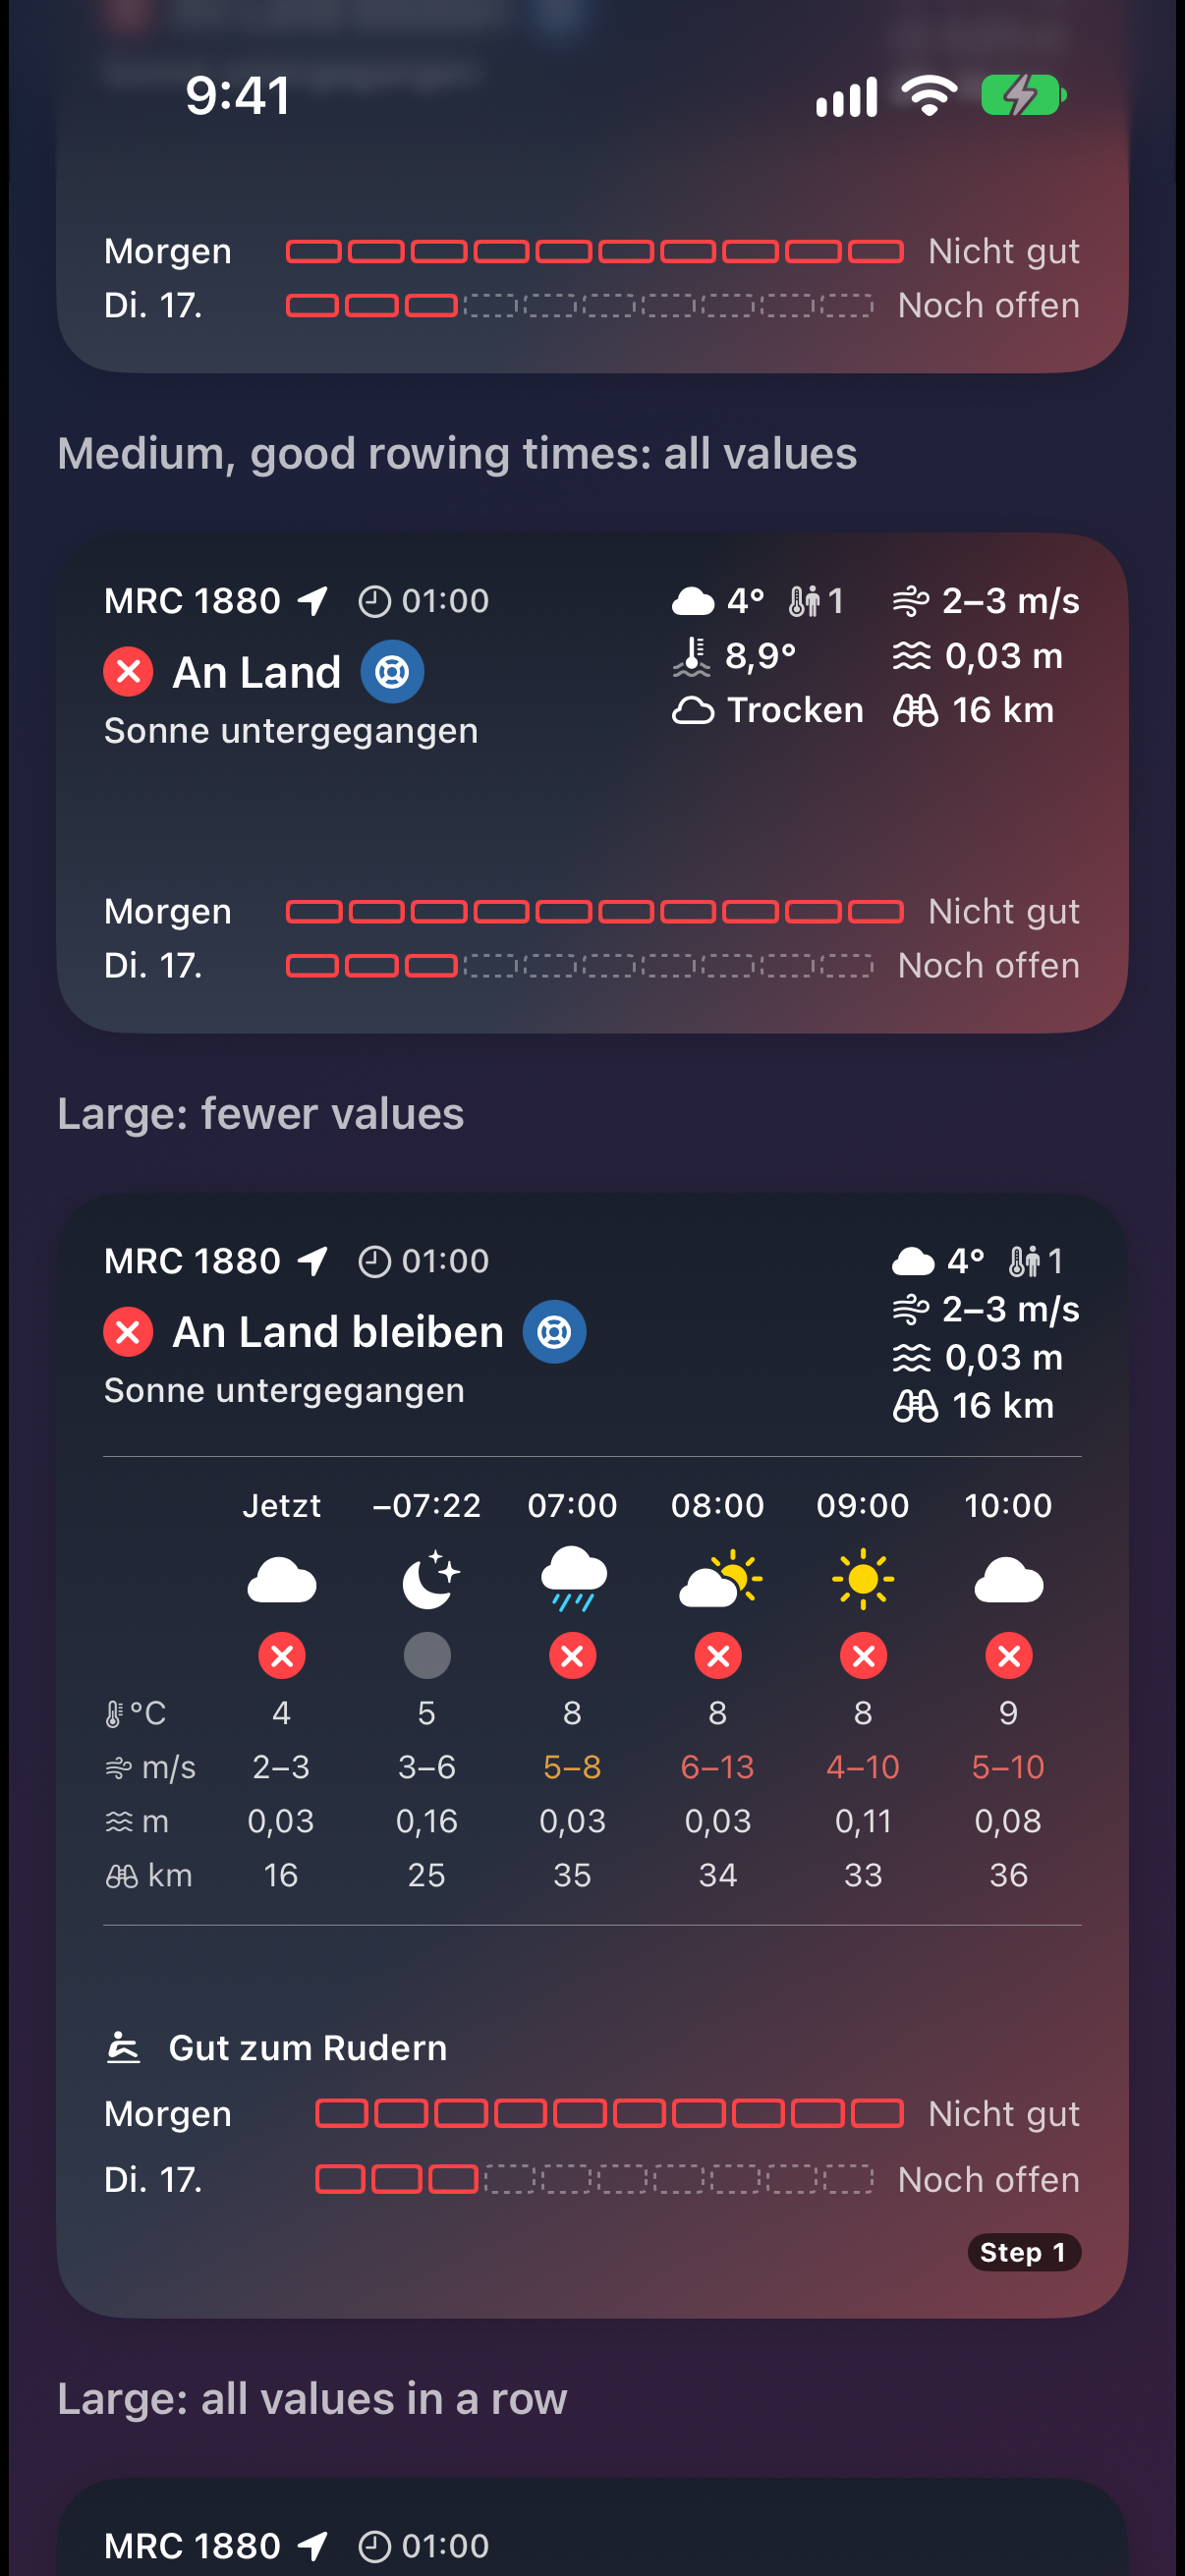 9:41
Morgen Nicht gut
Di. 17. Noch offen
Medium, good rowing times: all values
MRC 1880 01:00 4° 1 2–3 m/s
An Land 8,9° 0,03 m
Sonne untergegangen Trocken 16 km
Morgen Nicht gut
Di. 17. Noch offen
Large: fewer values
MRC 1880 01:00 4° 1
2–3 m/s
An Land bleiben 0,03 m
Sonne untergegangen 16 km
Jetzt –07:22 07:00 08:00 09:00 10:00
°C 4 5 8 8 8 9
m/s 2–3 3–6 5–8 6–13 4–10 5–10
m 0,03 0,16 0,03 0,03 0,11 0,08
km 16 25 35 34 33 36
Gut zum Rudern
Morgen Nicht gut
Di. 17. Noch offen
Step 1
Large: all values in a row
MRC 1880 01:00